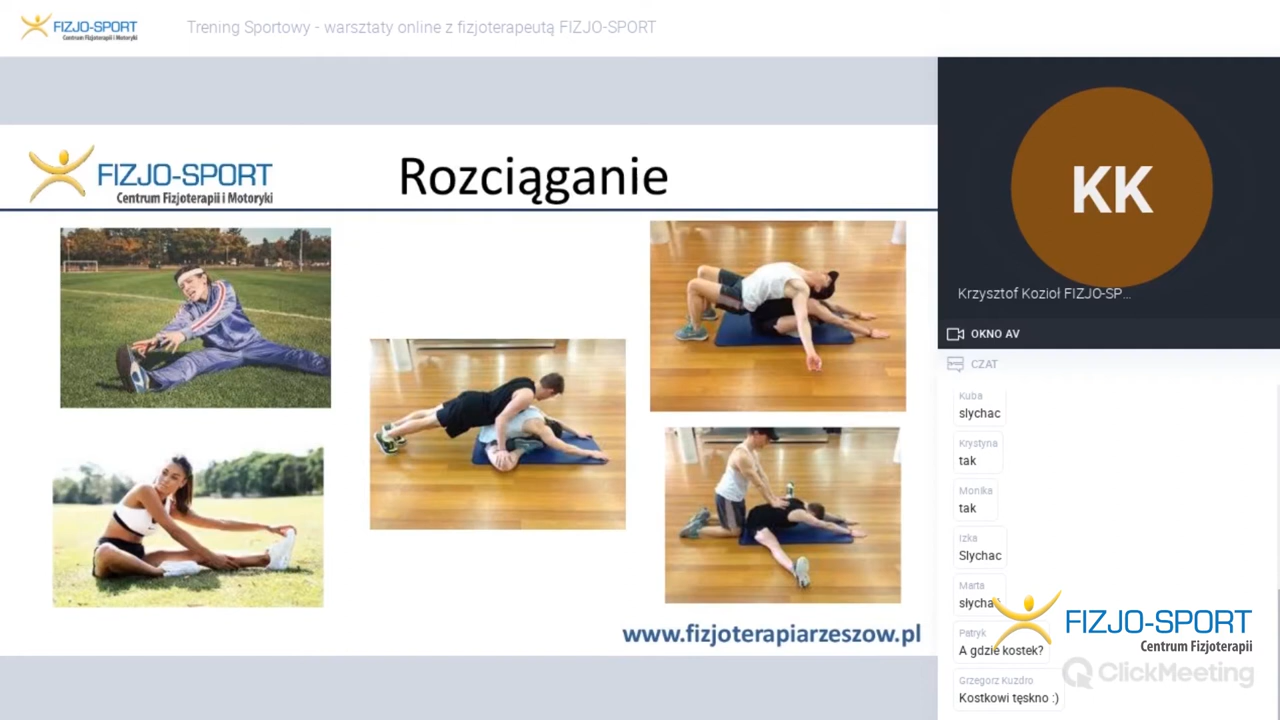 FIZJO-SPORT
Centrum Fizjoterapii i Motoryki
Trening Sportowy - warsztaty online z fizjoterapeutą FIZJO-SPORT
FIZJO-SPORT
Centrum Fizjoterapii i Motoryki
Rozciąganie
www.fizjoterapiarzeszow.pl
KK
Krzysztof Kozioł FIZJO-SP...
OKNO AV
CZAT
Kuba
slychac
Krystyna
tak
Monika
tak
Izka
Slychac
Marta
słychać
Patryk
A gdzie kostek?
Grzegorz Kuzdro
Kostkowi tęskno :)
FIZJO-SPORT
Centrum Fizjoterapii
ClickMeeting